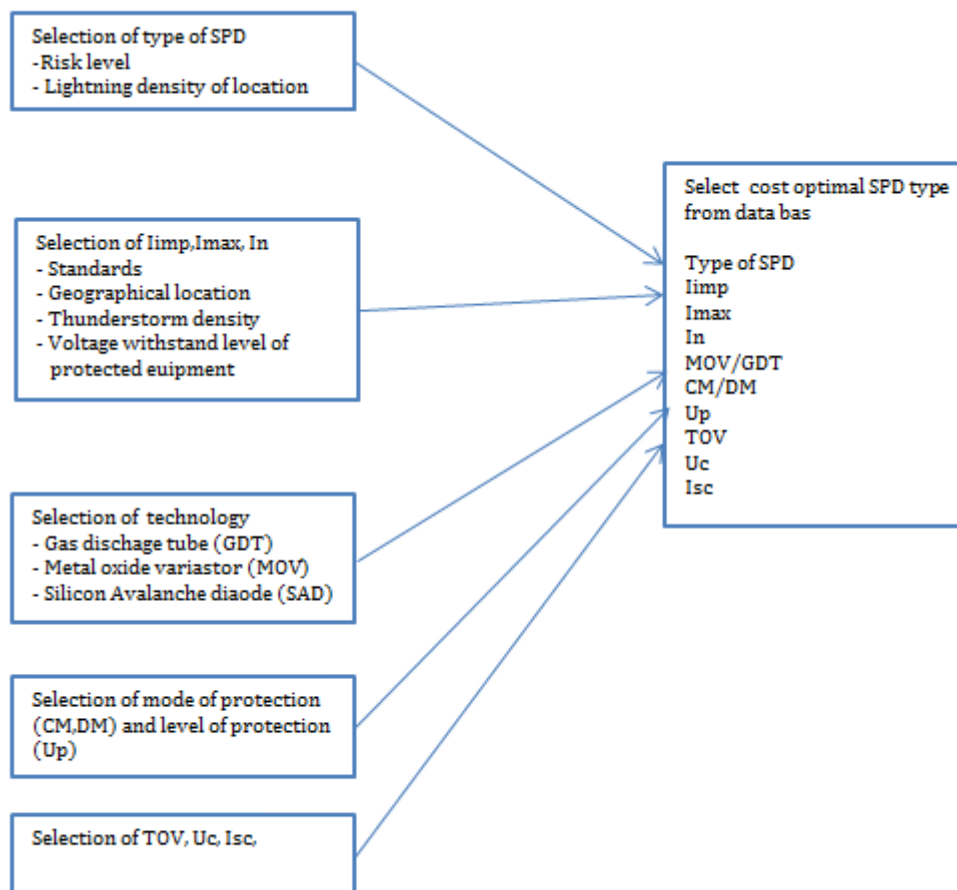 Selection of type of SPD
-Risk level
- Lightning density of location
Selection of Iimp,Imax, In
- Standards
- Geographical location
- Thunderstorm density
- Voltage withstand level of
protected euipment
Selection of technology
- Gas dischage tube (GDT)
- Metal oxide variastor (MOV)
- Silicon Avalanche diaode (SAD)
Selection of mode of protection
(CM,DM) and level of protection
(Up)
Selection of TOV, Uc, Isc,
Select cost optimal SPD type
from data bas
Type of SPD
Iimp
Imax
In
MOV/GDT
CM/DM
Up
TOV
Uc
Isc